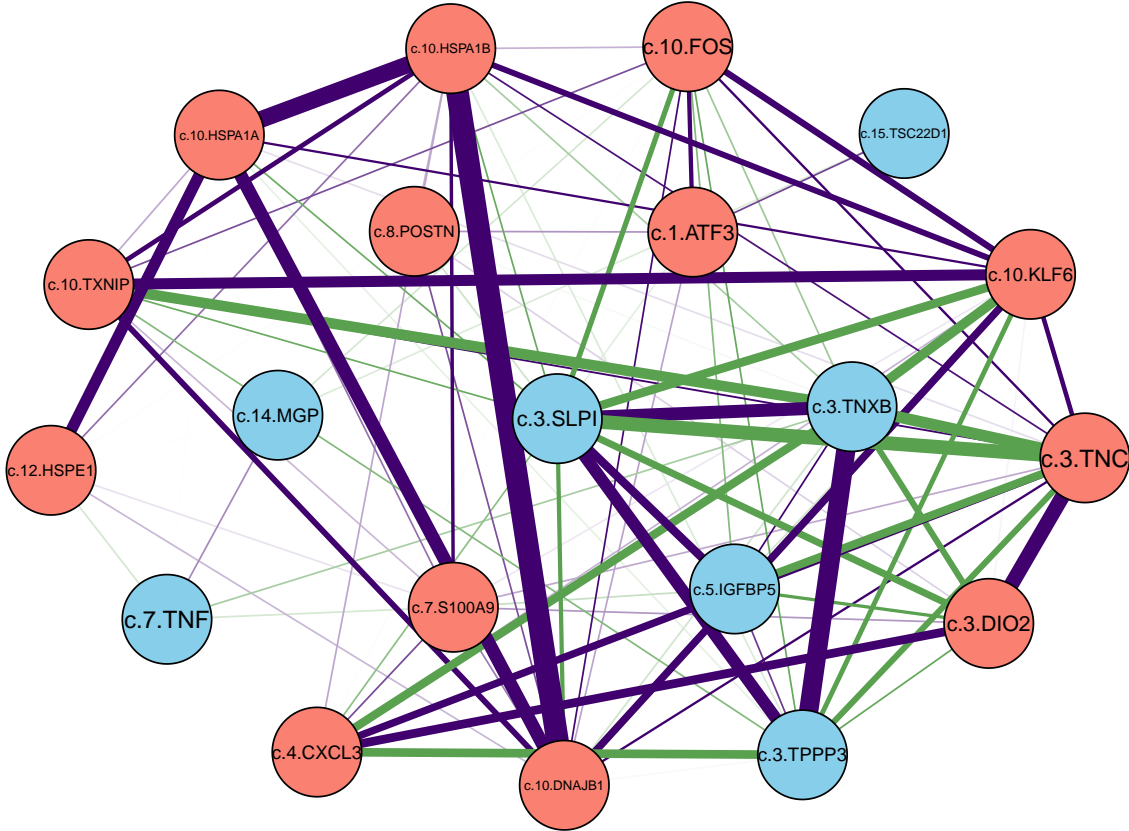 c.10.HSPA1B
c.10.FOS
c.15.TSC22D1
c.10.HSPA1A
c.8.POSTN
c.1.ATF3
c.10.KLF6
c.10.TXNIP
c.14.MGP
c.3.SLPI
c.3.TNXB
c.3.TNC
c.12.HSPE1
c.5.IGFBP5
c.7.TNF
c.7.S100A9
c.3.DIO2
c.4.CXCL3
c.10.DNAJB1
c.3.TPPP3